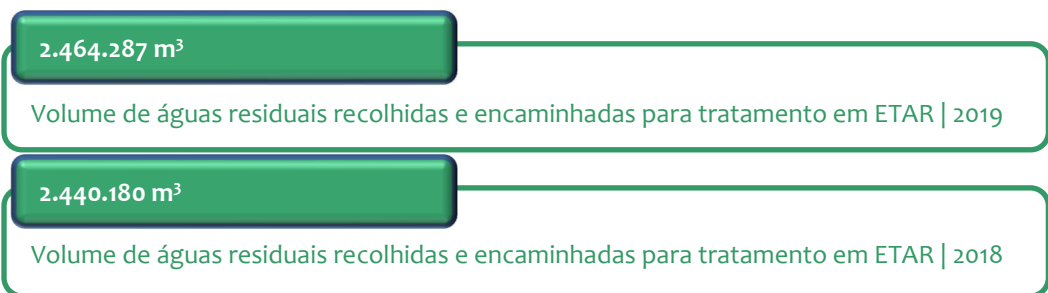 2.464.287 m³
Volume de águas residuais recolhidas e encaminhadas para tratamento em ETAR | 2019
2.440.180 m³
Volume de águas residuais recolhidas e encaminhadas para tratamento em ETAR | 2018